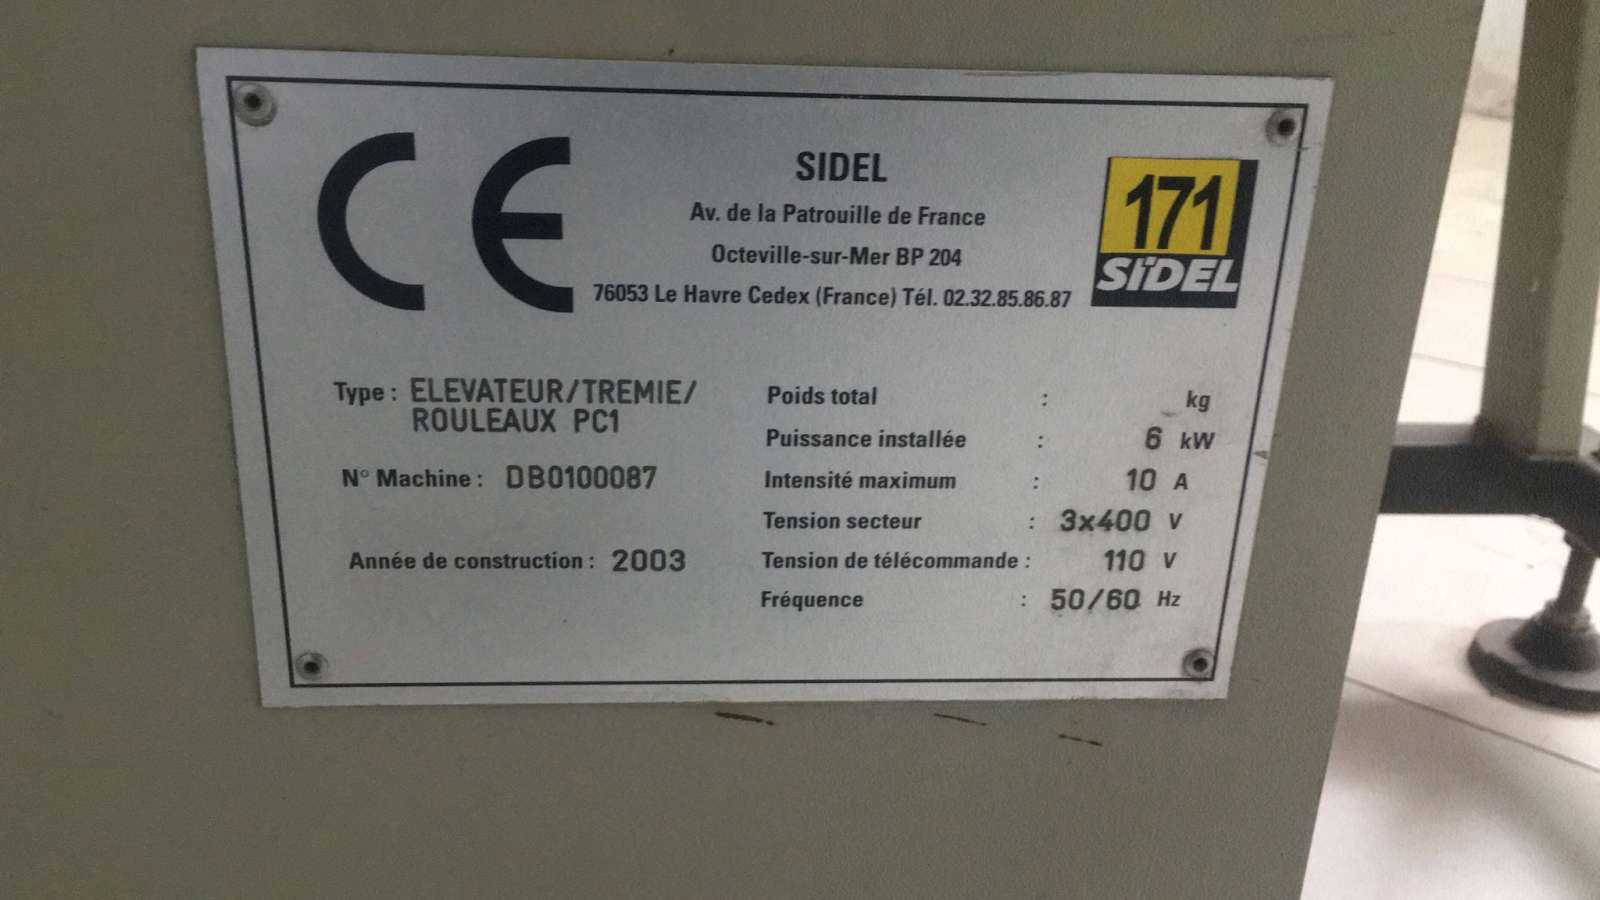 CE
SIDEL
Av. de la Patrouille de France
Octeville-sur-Mer BP 204
76053 Le Havre Cedex (France) Tél. 02.32.85.86.87
171
SIDEL
Type : ELEVATEUR/TREMIE/
ROULEAUX PC1
N° Machine : DB0100087
Année de construction : 2003
Poids total : kg
Puissance installée : 6 kW
Intensité maximum : 10 A
Tension secteur : 3x400 V
Tension de télécommande : 110 V
Fréquence : 50/60 Hz